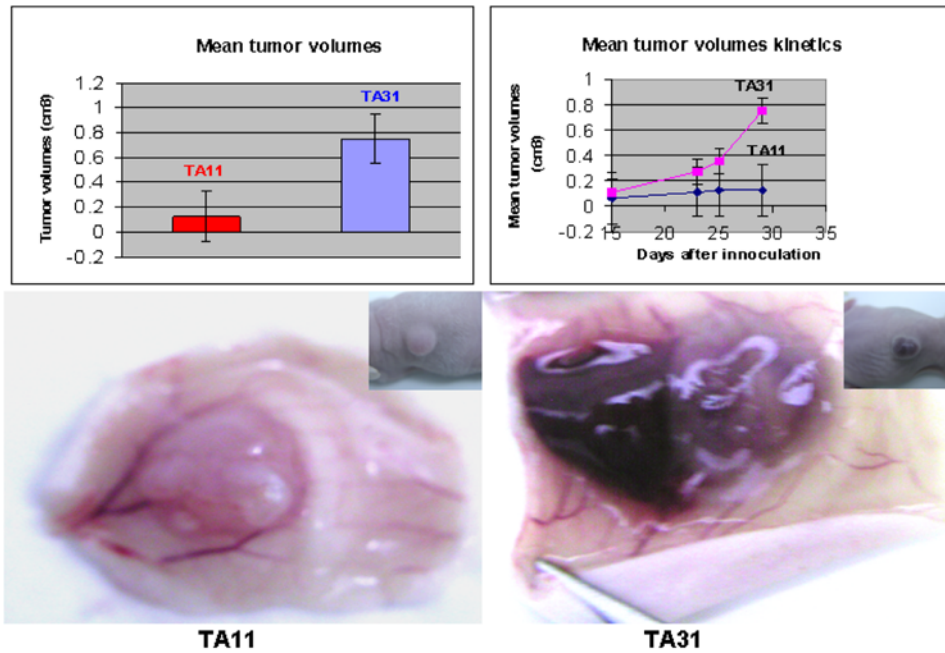 Mean tumor volumes
Tumor volumes (cm8)
1.2
1
0.8
0.6
0.4
0.2
0
-0.2
TA11
TA31
Mean tumor volumes kinetics
Mean tumor volumes
(cm8)
1
0.8
0.6
0.4
0.2
0
-0.2
TA31
TA11
15
20
25
30
35
Days after innoculation
TA11
TA31